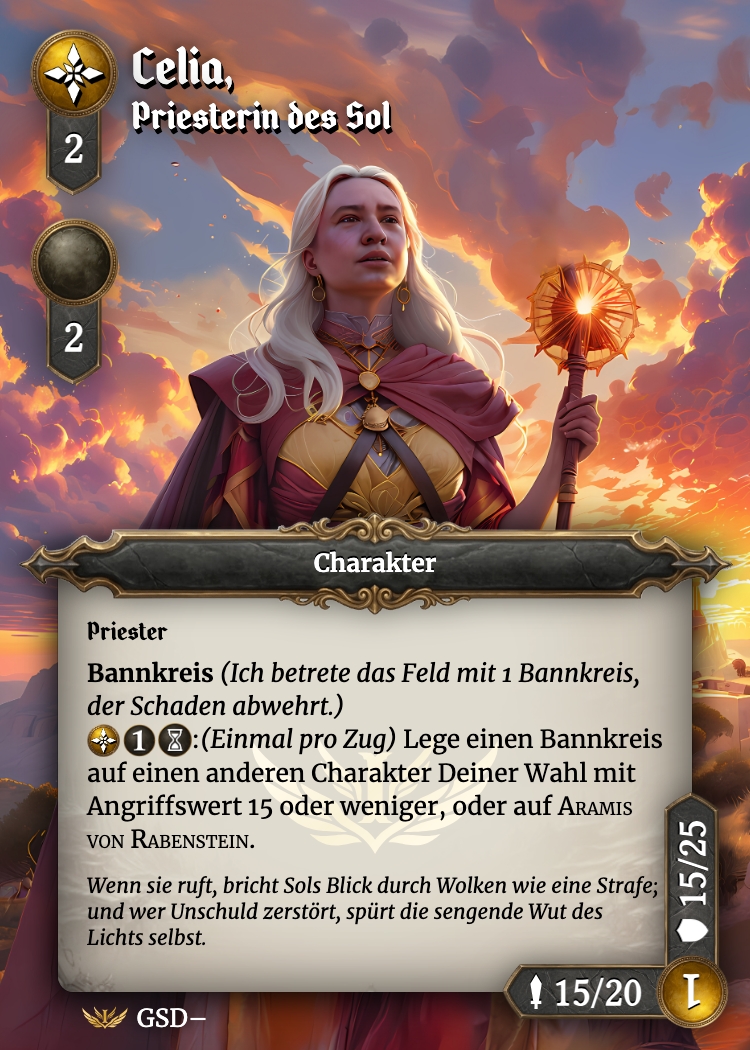 Celia,
Priesterin des Sol
2
2
Charakter
Priester
Bannkreis (Ich betrete das Feld mit 1 Bannkreis,
der Schaden abwehrt.)
1 : (Einmal pro Zug) Lege einen Bannkreis
auf einen anderen Charakter Deiner Wahl mit
Angriffswert 15 oder weniger, oder auf Aramis
von Rabenstein.
Wenn sie ruft, bricht Sols Blick durch Wolken wie eine Strafe;
und wer Unschuld zerstört, spürt die sengende Wut des
Lichts selbst.
15/25
15/20
1
GSD–